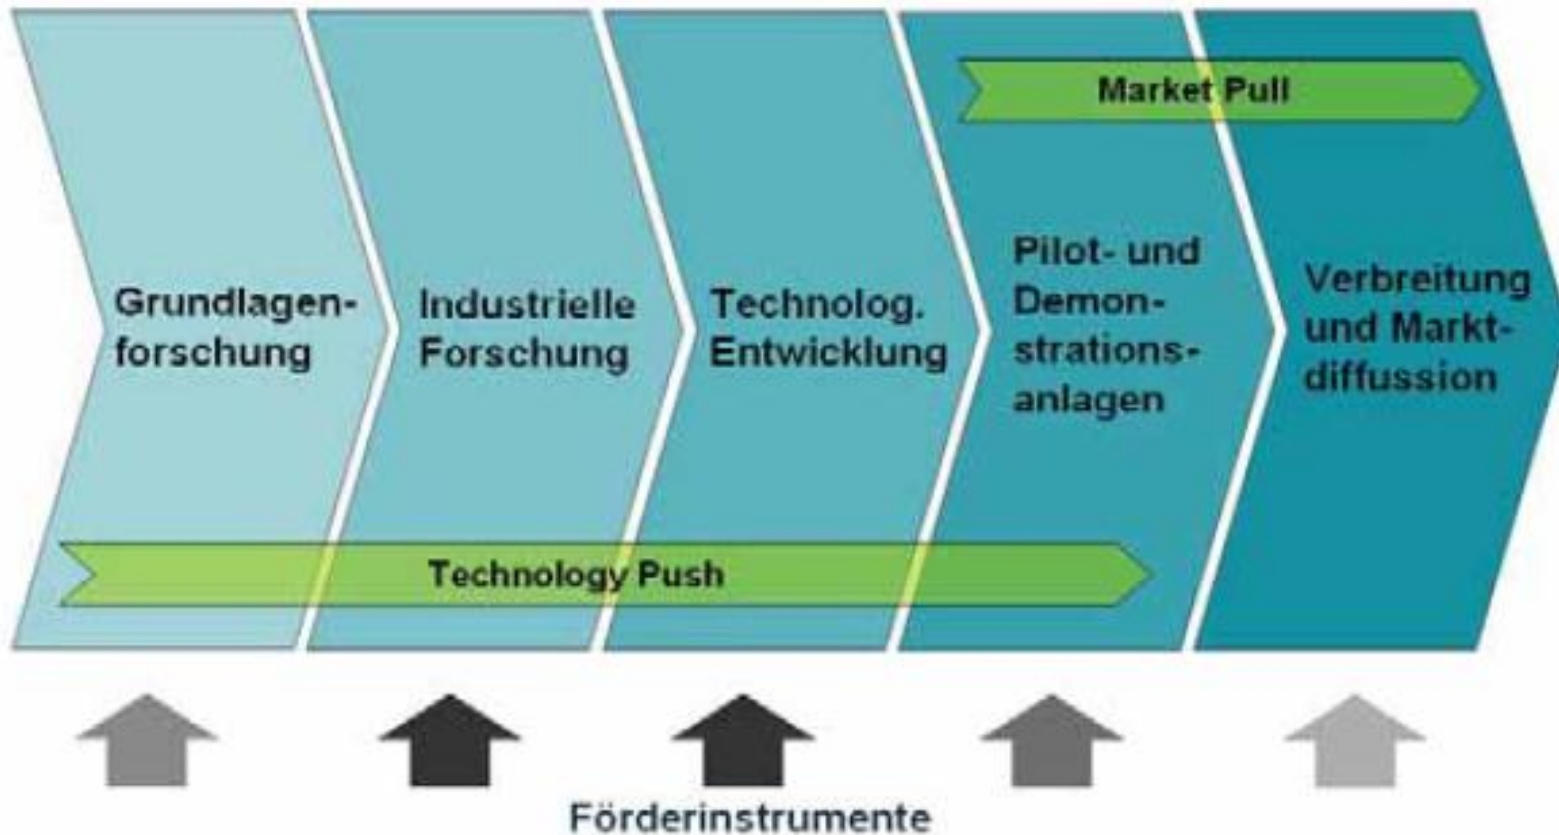 Market Pull
Grundlagen-
forschung
Industrielle
Forschung
Technolog.
Entwicklung
Pilot- und
Demon-
strations-
anlagen
Verbreitung
und Markt-
diffussion
Technology Push
Förderinstrumente